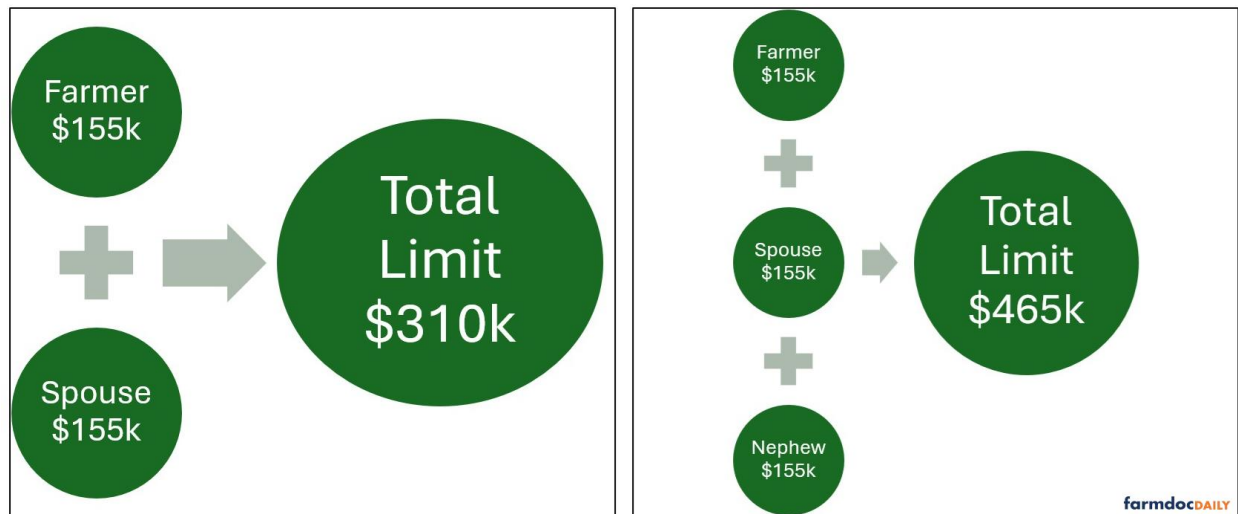 Farmer
$155k
Spouse
$155k
Total
Limit
$310k
Farmer
$155k
Spouse
$155k
Nephew
$155k
Total
Limit
$465k
farmdocDAILY